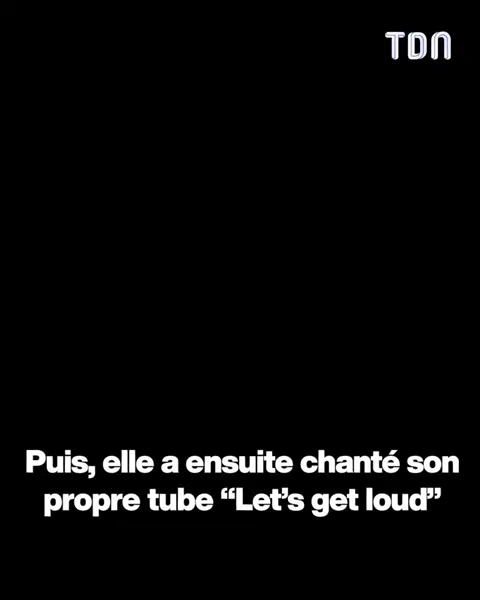 TDN
Puis, elle a ensuite chanté son
propre tube “Let’s get loud”